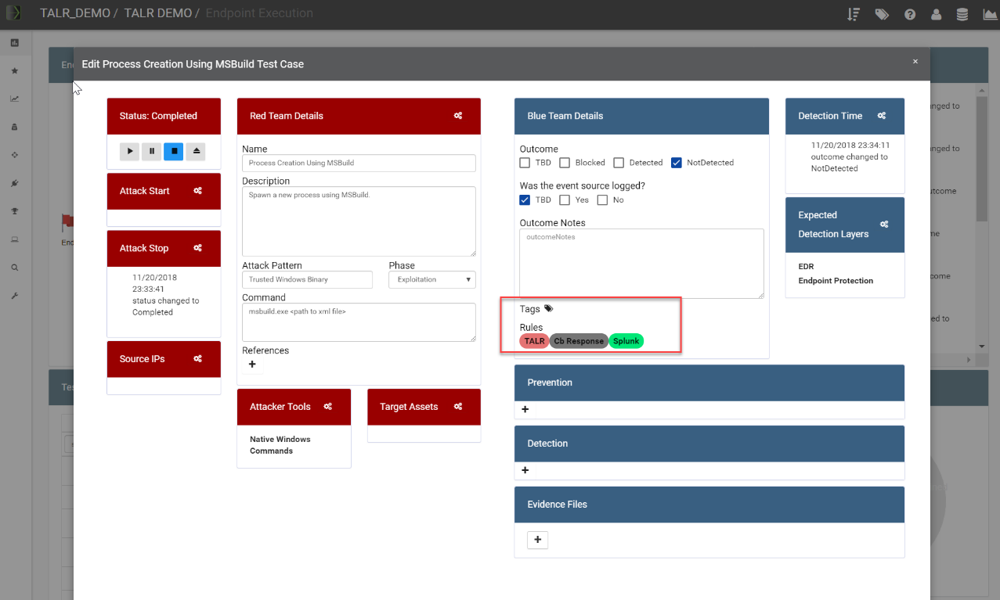 TALR_DEMO / TALR DEMO / Endpoint Execution
Edit Process Creation Using MSBuild Test Case
×
Status: Completed
Attack Start
Attack Stop
11/20/2018
23:33:41
status changed to
Completed
Source IPs
Red Team Details
Name
Process Creation Using MSBuild
Description
Spawn a new process using MSBuild.
Attack Pattern
Phase
Trusted Windows Binary
Exploitation
Command
msbuild.exe <path to xml file>
References
+
Attacker Tools
Native Windows
Commands
Target Assets
Blue Team Details
Outcome
TBD Blocked Detected NotDetected
Was the event source logged?
TBD Yes No
Outcome Notes
outcomeNotes
Tags
Rules
TALR Cb Response Splunk
Detection Time
11/20/2018 23:34:11
outcome changed to
NotDetected
Expected
Detection Layers
EDR
Endpoint Protection
Prevention
+
Detection
+
Evidence Files
+